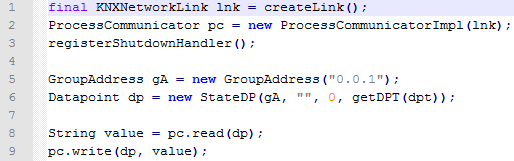 1 final KNXNetworkLink lnk = createLink();
2 ProcessCommunicator pc = new ProcessCommunicatorImpl(lnk);
3 registerShutdownHandler();
4
5 GroupAddress gA = new GroupAddress("0.0.1");
6 Datapoint dp = new StateDP(gA, "", 0, getDPT(dpt));
7
8 String value = pc.read(dp);
9 pc.write(dp, value);